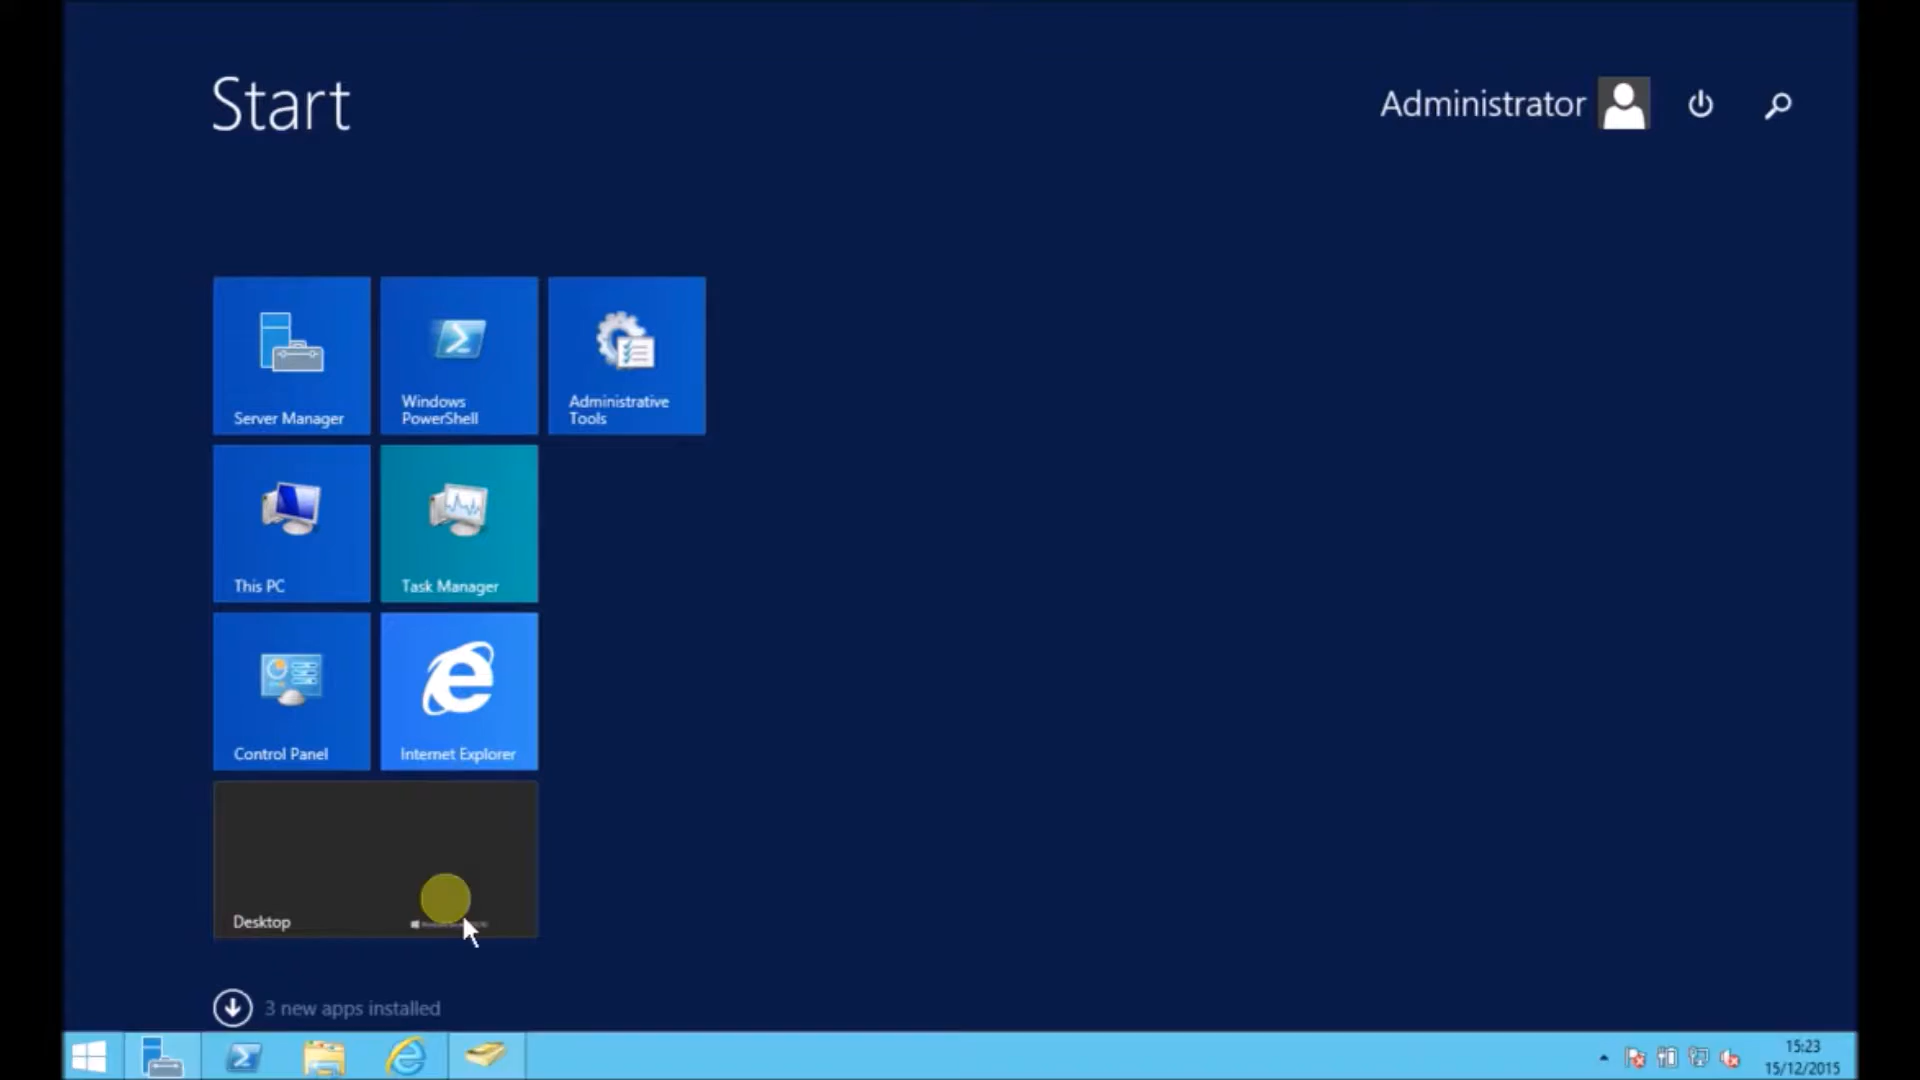 Start
Administrator
Server Manager
Windows
PowerShell
Administrative
Tools
This PC
Task Manager
Control Panel
Internet Explorer
Desktop
3 new apps installed
15:23
15/12/2015